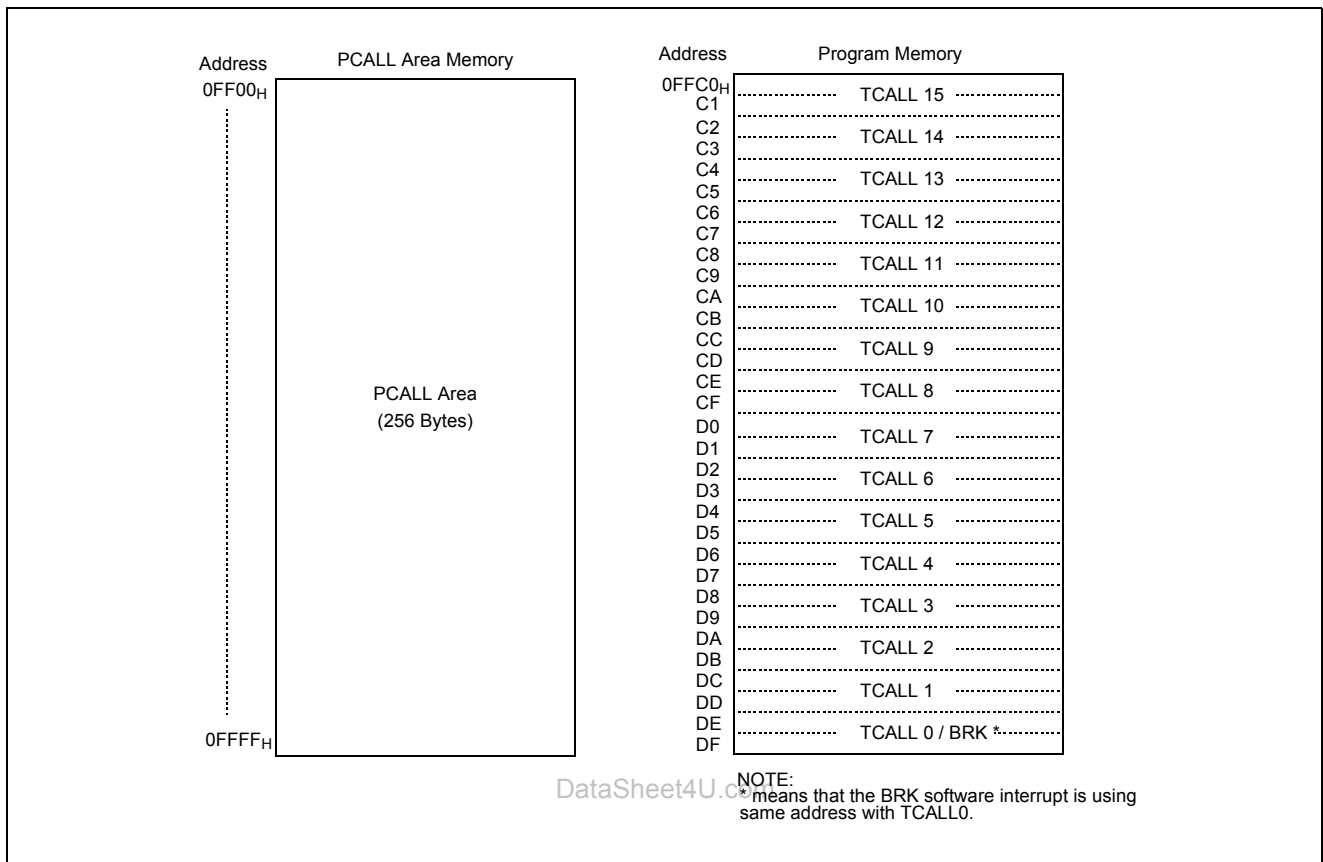 Address
PCALL Area Memory
0FF00H
PCALL Area
(256 Bytes)
0FFFFH
Address
Program Memory
0FFC0H
C1
TCALL 15
C2
C3
TCALL 14
C4
C5
TCALL 13
C6
C7
TCALL 12
C8
C9
TCALL 11
CA
CB
TCALL 10
CC
CD
TCALL 9
CE
CF
TCALL 8
D0
D1
TCALL 7
D2
D3
TCALL 6
D4
D5
TCALL 5
D6
D7
TCALL 4
D8
D9
TCALL 3
DA
DB
TCALL 2
DC
DD
TCALL 1
DE
DF
TCALL 0 / BRK *
NOTE:
* means that the BRK software interrupt is using
same address with TCALL0.
DataSheet4U.com